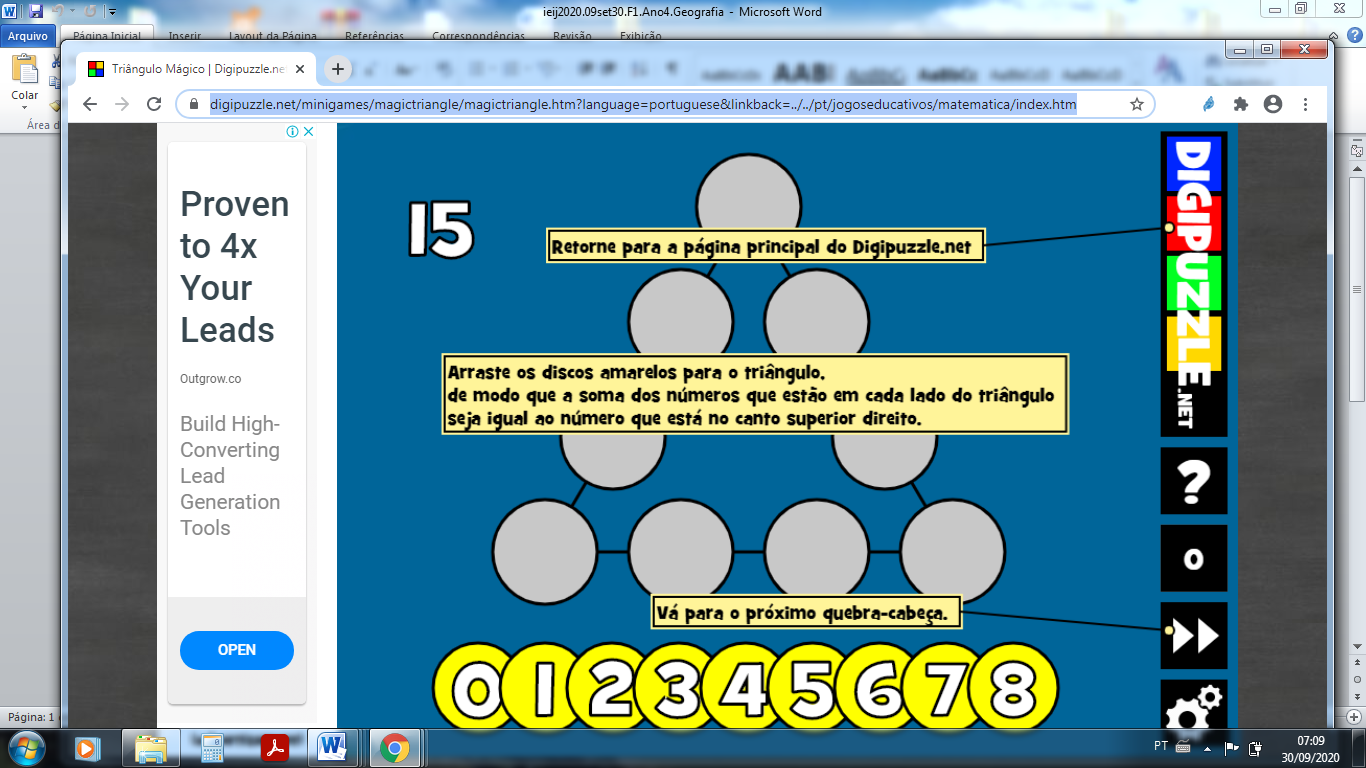 ieij2020.09set30.F1.Ano4.Geografia - Microsoft Word
Arquivo Página Inicial Inserir Layout da Página Referências Correspondências Revisão Exibição
Triângulo Mágico | Digipuzzle.ne
Colar
digipuzzle.net/minigames/magictriangle/magictriangle.htm?language=portuguese&linkback=../../pt/jogoseducativos/matematica/index.htm
Área d
Proven
to 4x
Your
Leads
Outgrow.co
Build High-
Converting
Lead
Generation
Tools
OPEN
15
Retorne para a página principal do Digipuzzle.net
Arraste os discos amarelos para o triângulo,
de modo que a soma dos números que estão em cada lado do triângulo
seja igual ao número que está no canto superior direito.
Vá para o próximo quebra-cabeça.
0 1 2 3 4 5 6 7 8
DIGIPUZZLE.NET
?
0
Página: 1
PT
07:09
30/09/2020